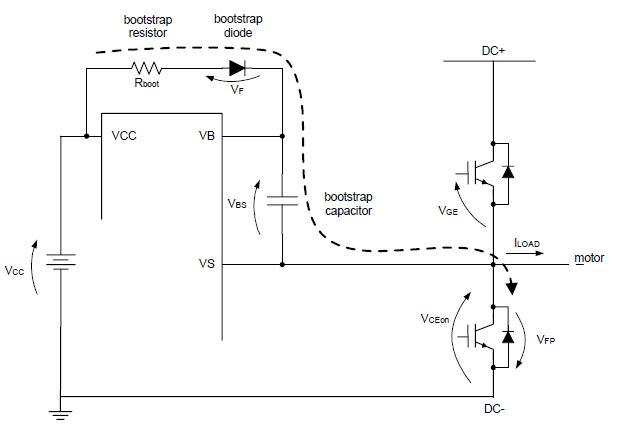 bootstrap
resistor
bootstrap
diode
DC+
Rboot
VF
VCC
VB
VBS
bootstrap
capacitor
VGE
ILOAD
VS
motor
VCC
VCEon
VFP
DC-